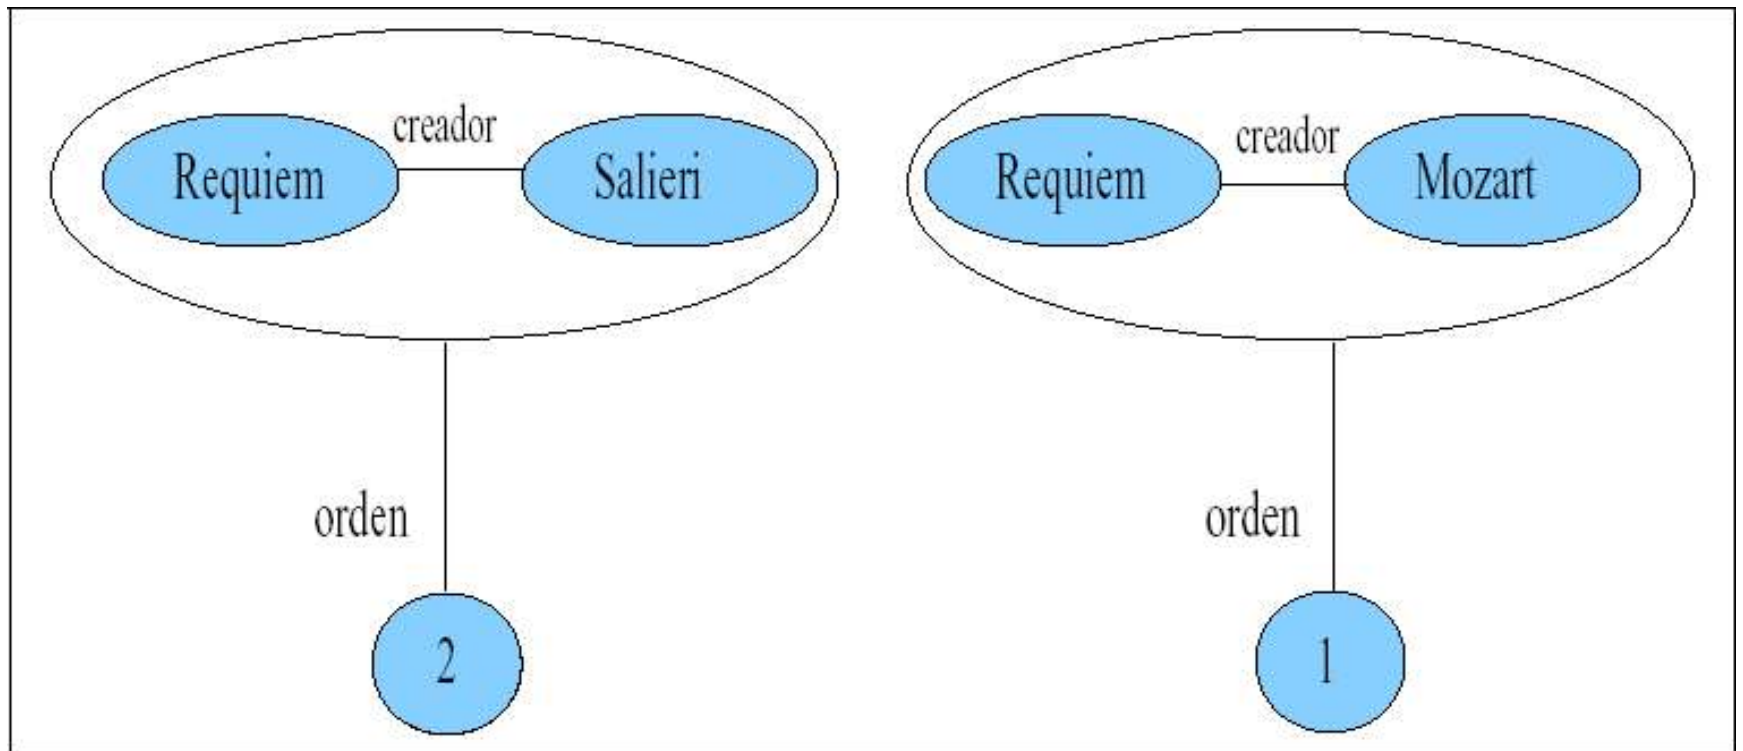 creador
Requiem
Salieri
orden
2
creador
Requiem
Mozart
orden
1